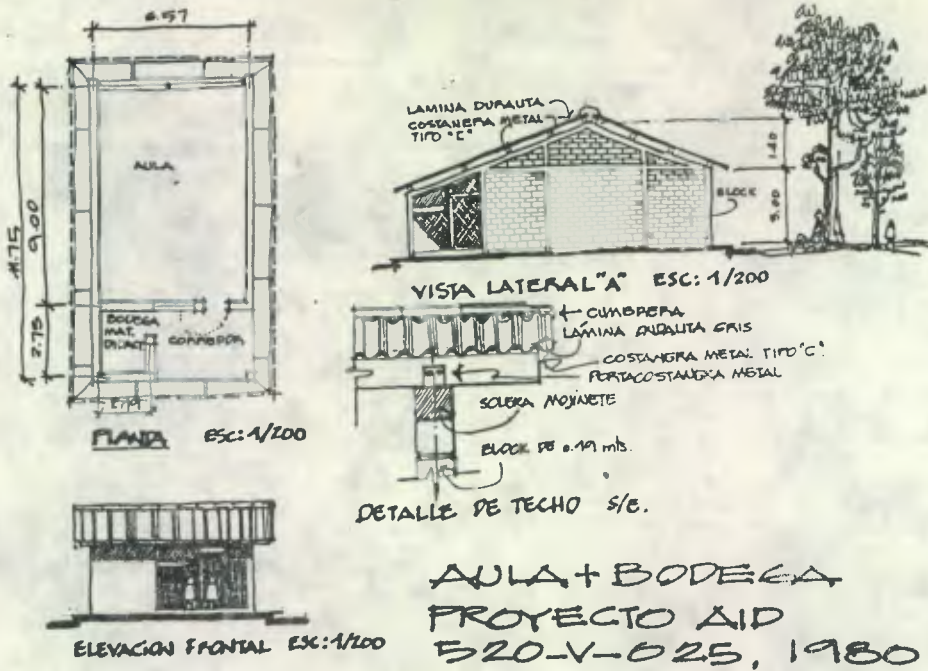 6.57
AULA
11.75
9.00
2.75
BODEGA
MAT.
DIDACT.
CORREDOR
PLANTA ESC: 1/200
LAMINA DURALITA
COSTANERA METAL
TIPO "C"
BLOCK
1.40
3.00
VISTA LATERAL "A" ESC: 1/200
CUMBRERA
LAMINA DURALITA GRIS
COSTANERA METAL TIPO "C".
PORTACOSTANERA METAL
SOLERA MOJINETE
BLOCK DE 0.19 mts.
DETALLE DE TECHO S/E.
ELEVACION FRONTAL ESC: 1/200
AULA + BODEGA
PROYECTO AID
520-V-025, 1980